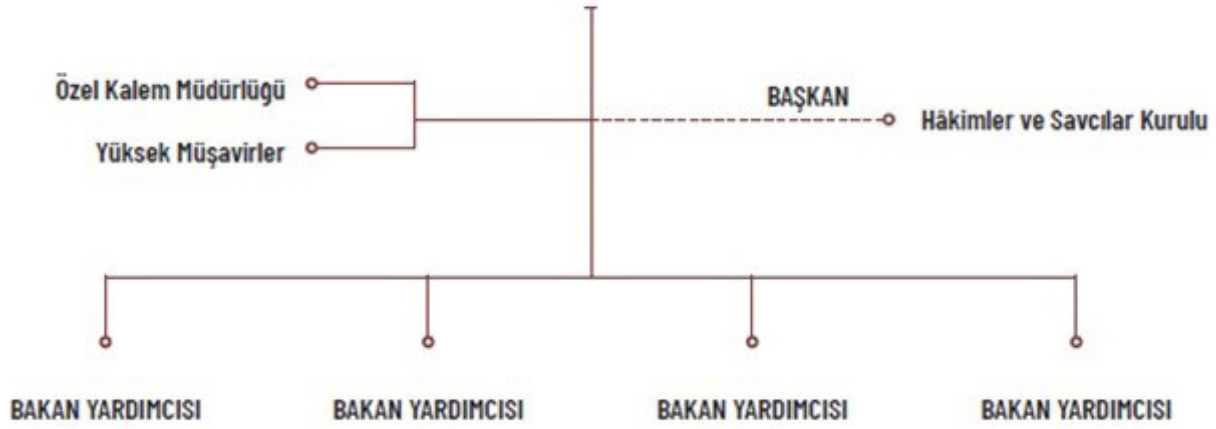 Özel Kalem Müdürlüğü
BAŞKAN
Hâkimler ve Savcılar Kurulu
Yüksek Müşavirler
BAKAN YARDIMCISI
BAKAN YARDIMCISI
BAKAN YARDIMCISI
BAKAN YARDIMCISI